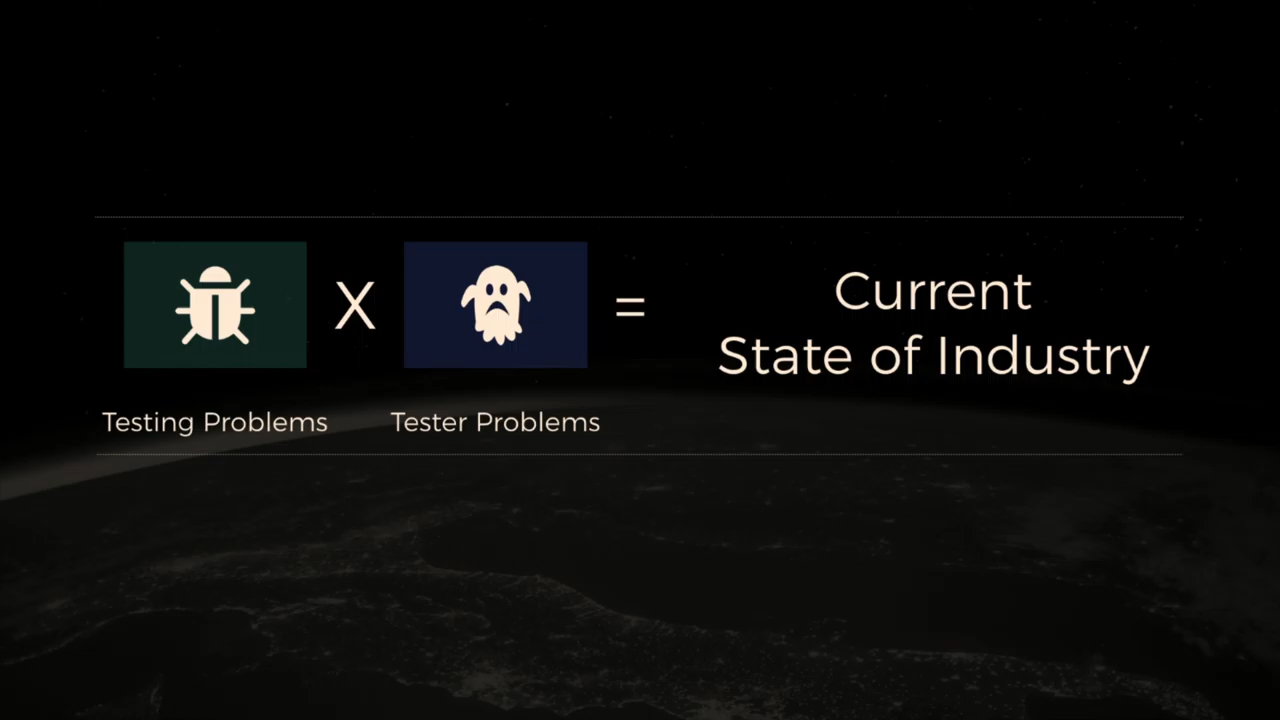 X
=
Current
State of Industry
Testing Problems
Tester Problems